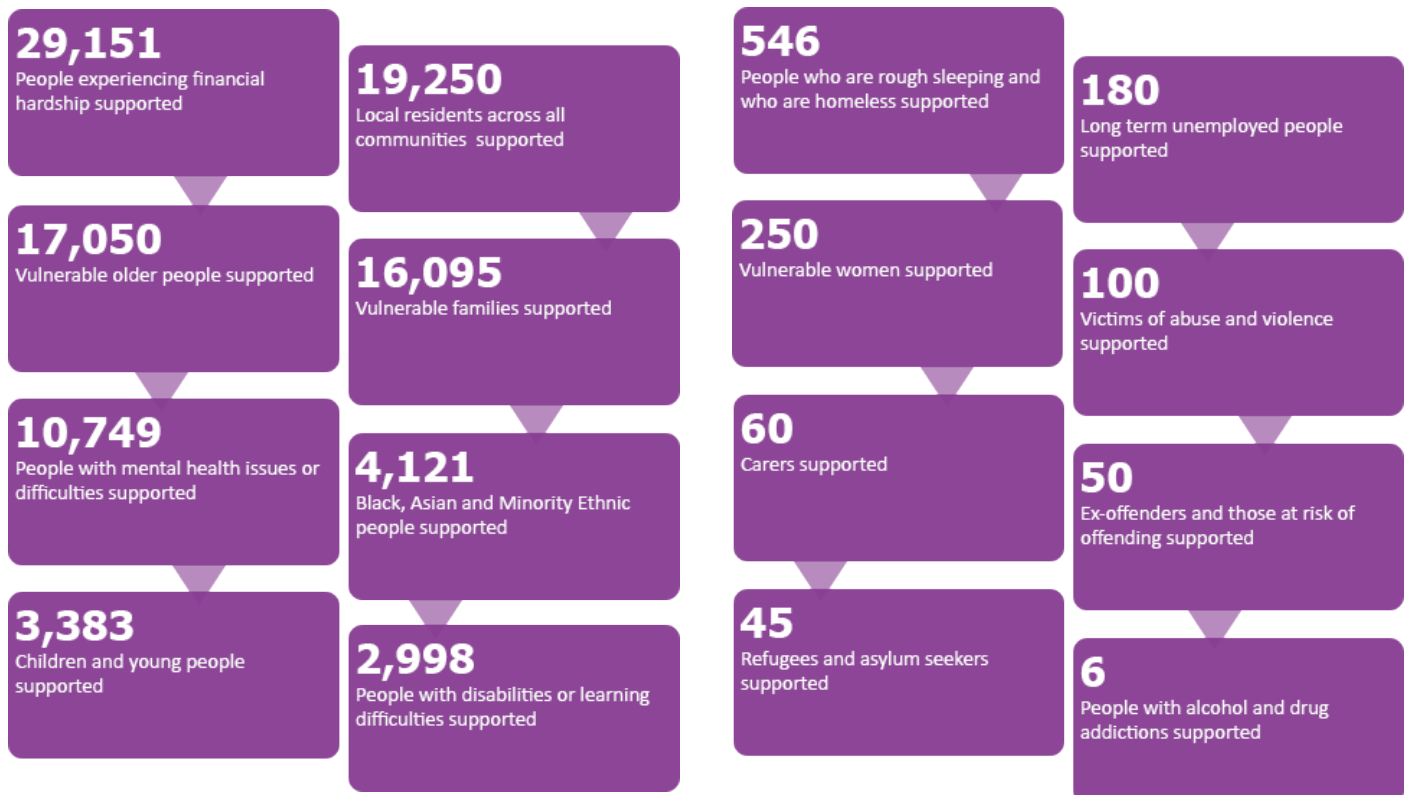 29,151
People experiencing financial
hardship supported
19,250
Local residents across all
communities supported
17,050
Vulnerable older people supported
16,095
Vulnerable families supported
10,749
People with mental health issues or
difficulties supported
4,121
Black, Asian and Minority Ethnic
people supported
3,383
Children and young people
supported
2,998
People with disabilities or learning
difficulties supported
546
People who are rough sleeping and
who are homeless supported
180
Long term unemployed people
supported
250
Vulnerable women supported
100
Victims of abuse and violence
supported
60
Carers supported
50
Ex-offenders and those at risk of
offending supported
45
Refugees and asylum seekers
supported
6
People with alcohol and drug
addictions supported